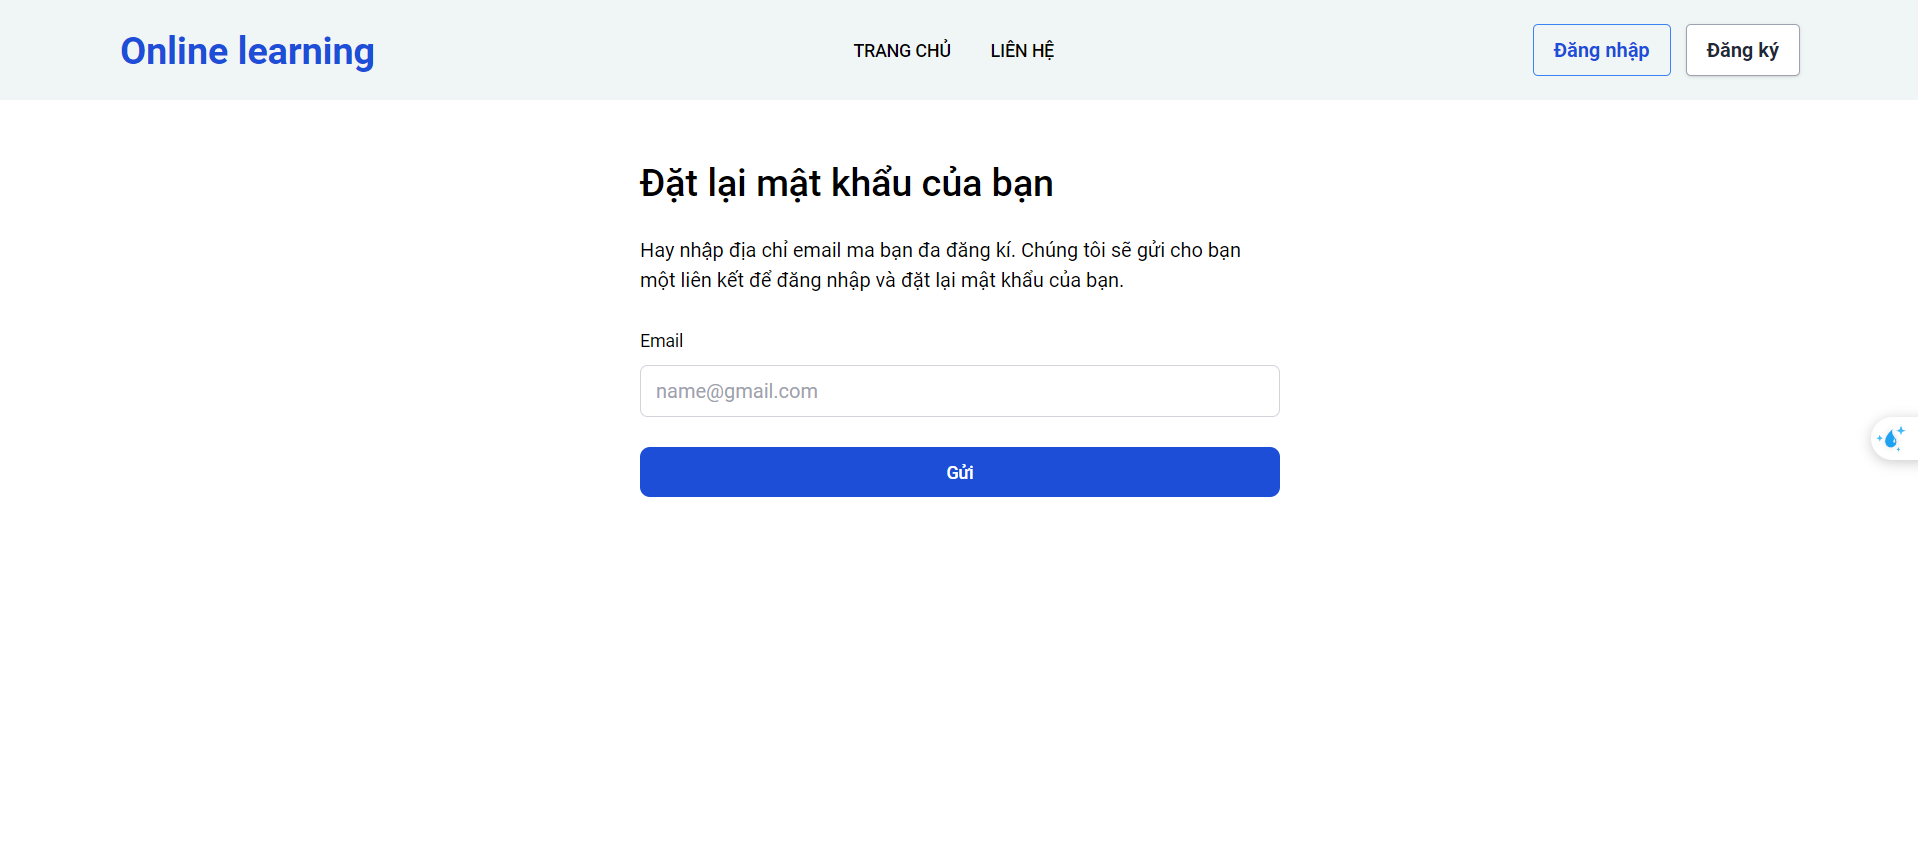 Online learning
TRANG CHỦ
LIÊN HỆ
Đăng nhập
Đăng ký
Đặt lại mật khẩu của bạn
Hay nhập địa chỉ email ma bạn đa đăng kí. Chúng tôi sẽ gửi cho bạn
một liên kết để đăng nhập và đặt lại mật khẩu của bạn.
Email
name@gmail.com
Gửi